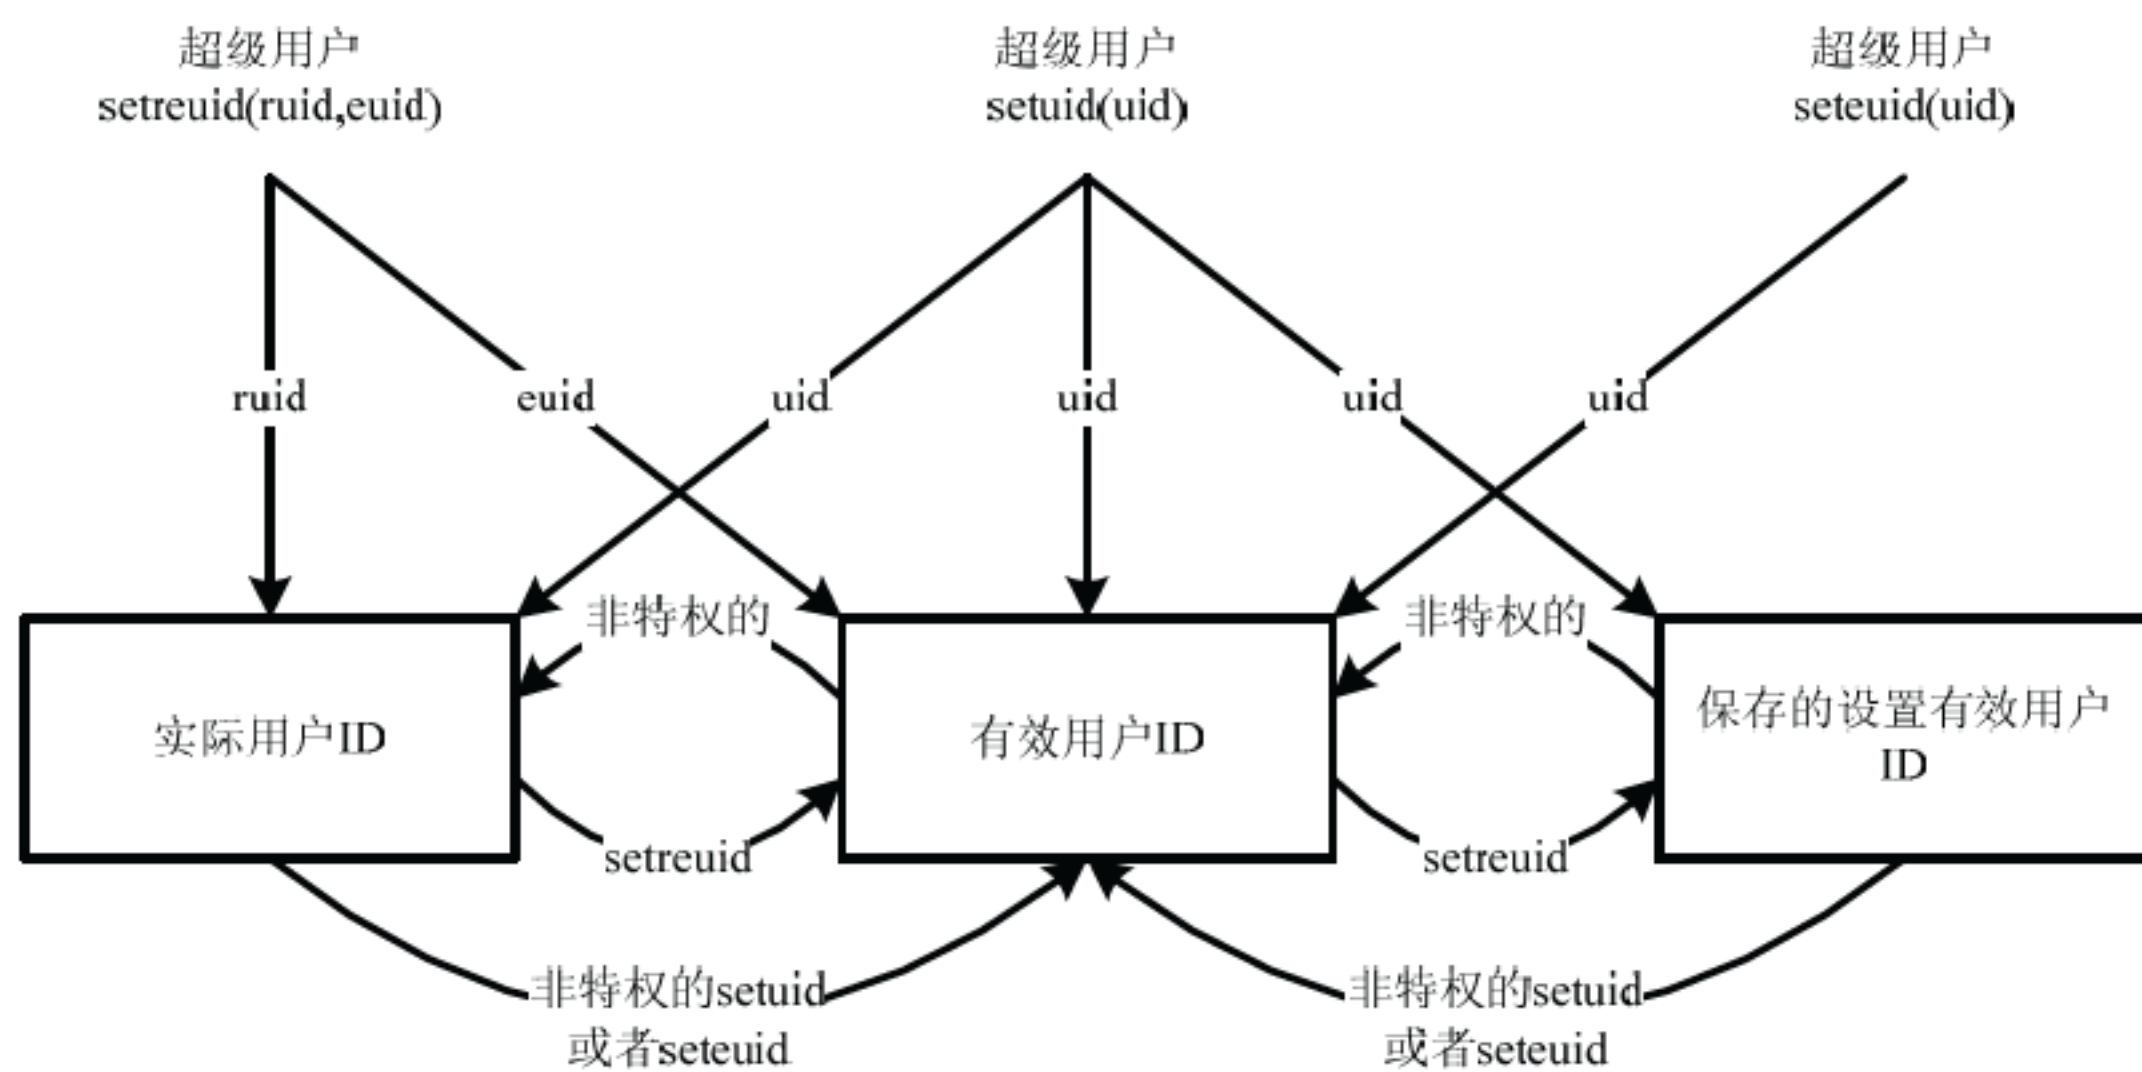 超级用户
setreuid(ruid,euid)
超级用户
setuid(uid)
超级用户
seteuid(uid)
ruid
euid
uid
uid
uid
uid
非特权的
非特权的
实际用户ID
有效用户ID
保存的设置有效用户
ID
setreuid
setreuid
非特权的setuid
或者seteuid
非特权的setuid
或者seteuid